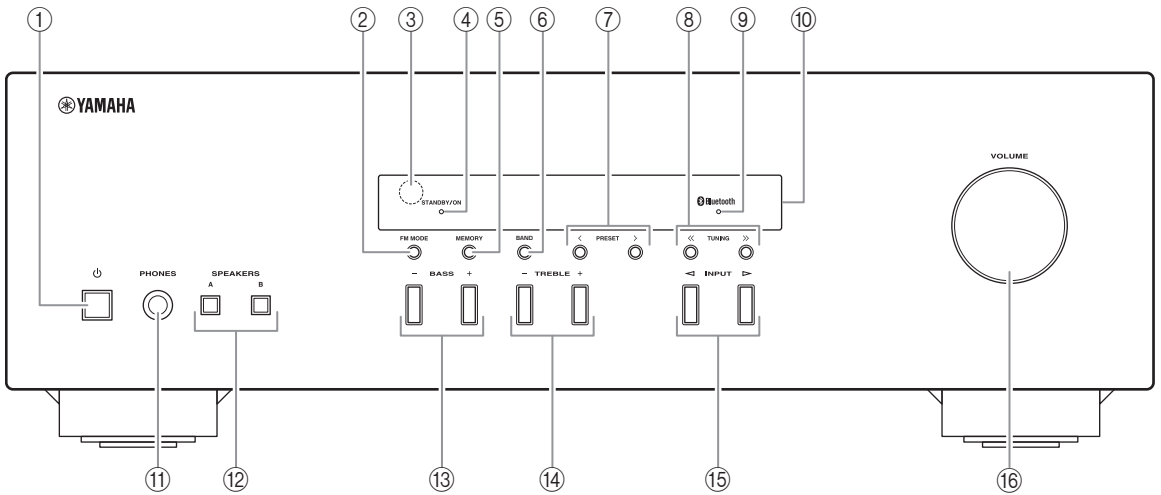 ① ② ③ ④ ⑤ ⑥ ⑦ ⑧ ⑨ ⑩
YAMAHA
VOLUME
STANDBY/ON
Bluetooth
FM MODE MEMORY BAND < PRESET > << TUNING >>
PHONES SPEAKERS
A B
− BASS + − TREBLE + ◁ INPUT ▷
⑪ ⑫ ⑬ ⑭ ⑮ ⑯